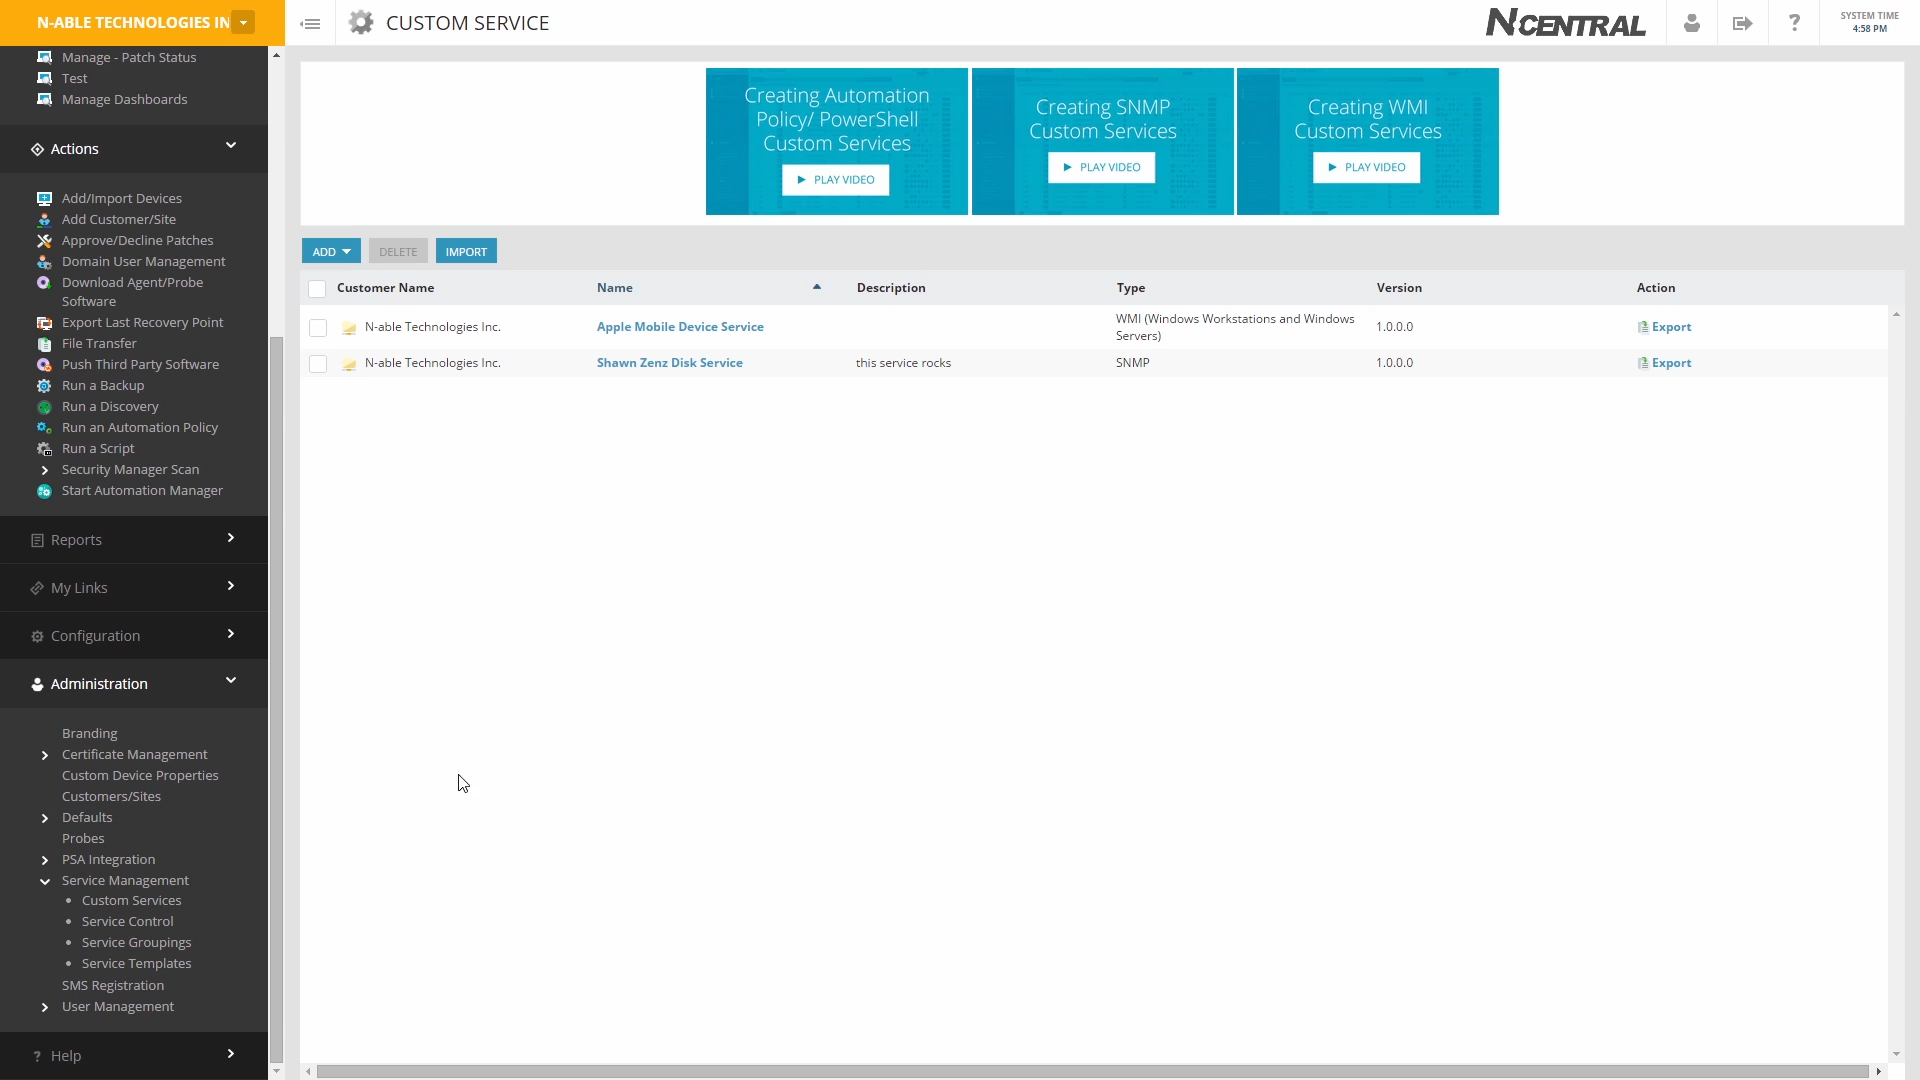 N-ABLE TECHNOLOGIES IN
CUSTOM SERVICE
NCENTRAL
?
SYSTEM TIME
4:58 PM
Manage - Patch Status
Test
Manage Dashboards
Actions
Add/Import Devices
Add Customer/Site
Approve/Decline Patches
Domain User Management
Download Agent/Probe
Software
Export Last Recovery Point
File Transfer
Push Third Party Software
Run a Backup
Run a Discovery
Run an Automation Policy
Run a Script
Security Manager Scan
Start Automation Manager
Reports
My Links
Configuration
Administration
Branding
Certificate Management
Custom Device Properties
Customers/Sites
Defaults
Probes
PSA Integration
Service Management
Custom Services
Service Control
Service Groupings
Service Templates
SMS Registration
User Management
? Help
Creating Automation
Policy/ PowerShell
Custom Services
PLAY VIDEO
Creating SNMP
Custom Services
PLAY VIDEO
Creating WMI
Custom Services
PLAY VIDEO
ADD DELETE IMPORT
Customer Name Name Description Type Version Action
N-able Technologies Inc. Apple Mobile Device Service WMI (Windows Workstations and Windows
Servers) 1.0.0.0 Export
N-able Technologies Inc. Shawn Zenz Disk Service this service rocks SNMP 1.0.0.0 Export